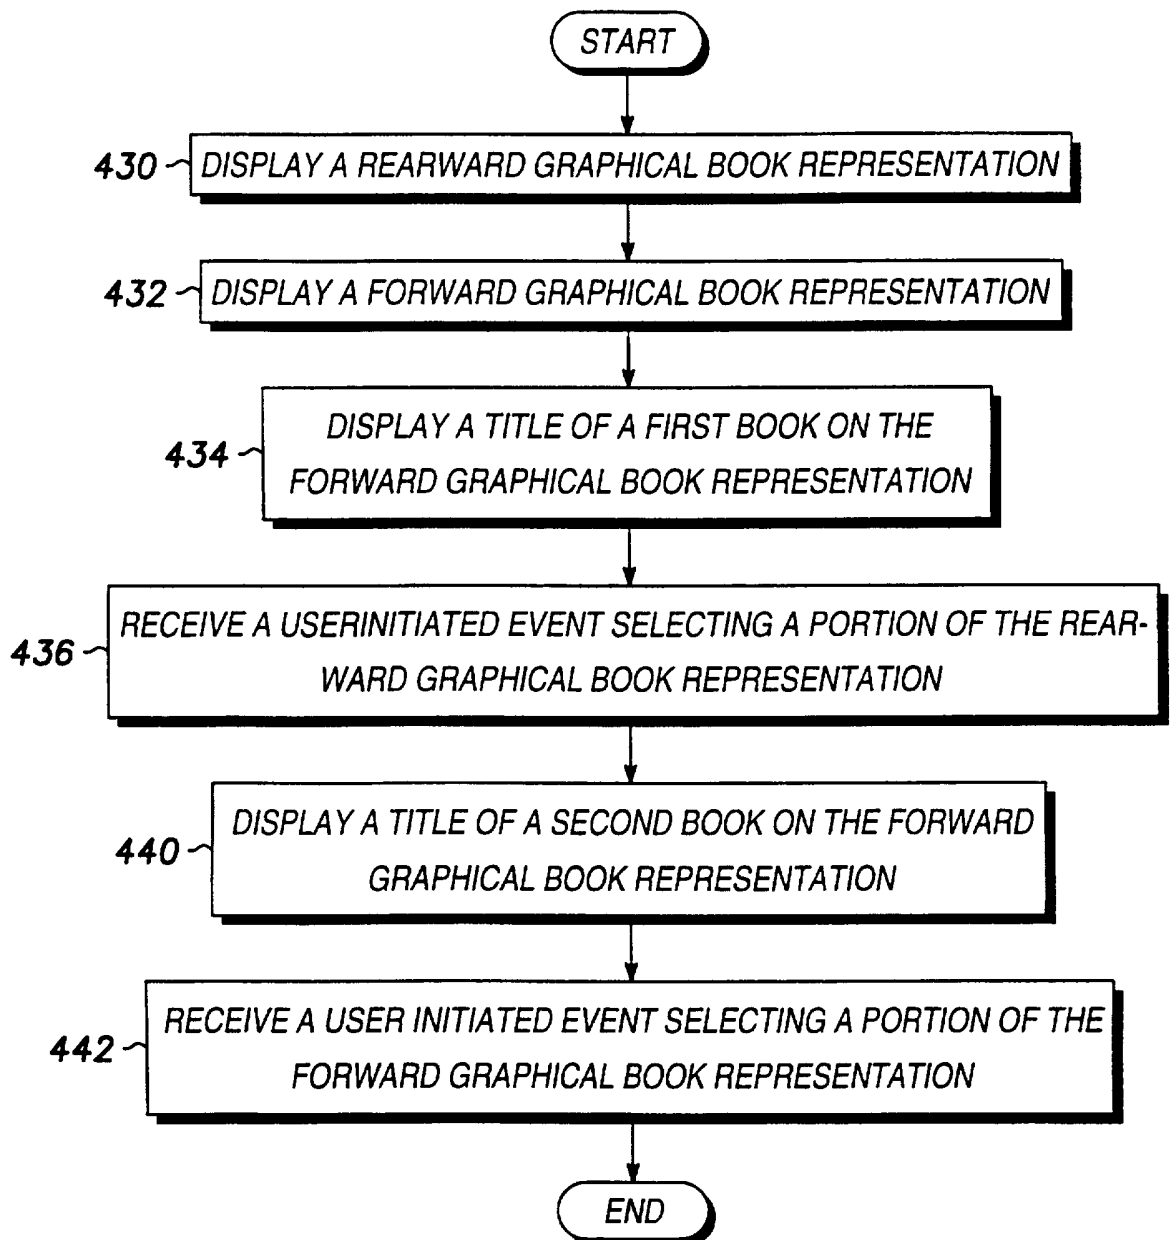 START
430 DISPLAY A REARWARD GRAPHICAL BOOK REPRESENTATION
432 DISPLAY A FORWARD GRAPHICAL BOOK REPRESENTATION
DISPLAY A TITLE OF A FIRST BOOK ON THE
434
FORWARD GRAPHICAL BOOK REPRESENTATION
RECEIVE A USERINITIATED EVENT SELECTING A PORTION OF THE REAR-
436
WARD GRAPHICAL BOOK REPRESENTATION
DISPLAY A TITLE OF A SECOND BOOK ON THE FORWARD
440
GRAPHICAL BOOK REPRESENTATION
RECEIVE A USER INITIATED EVENT SELECTING A PORTION OF THE
442
FORWARD GRAPHICAL BOOK REPRESENTATION
END